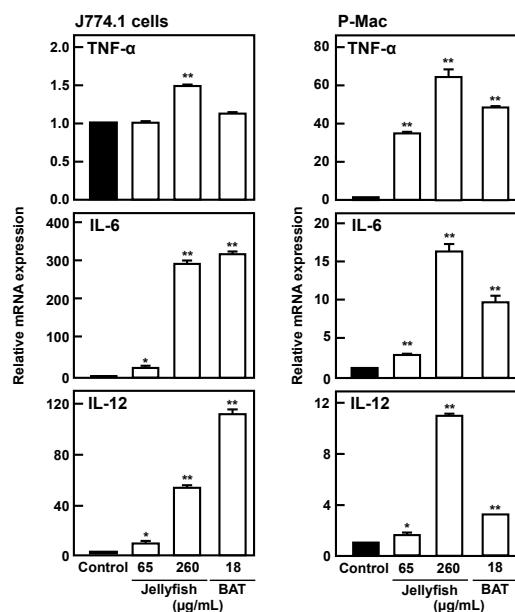 J774.1 cells
TNF-α
Relative mRNA expression
2.0
1.5
1.0
0.5
0.0
**
IL-6
400
300
200
100
0
*
**
**
IL-12
120
80
40
0
*
**
**
Control
65
260
18
Jellyfish
BAT
(μg/mL)
P-Mac
TNF-α
Relative mRNA expression
80
60
40
20
0
**
**
**
IL-6
20
15
10
5
0
**
**
**
IL-12
12
8
4
0
*
**
**
Control
65
260
18
Jellyfish
BAT
(μg/mL)